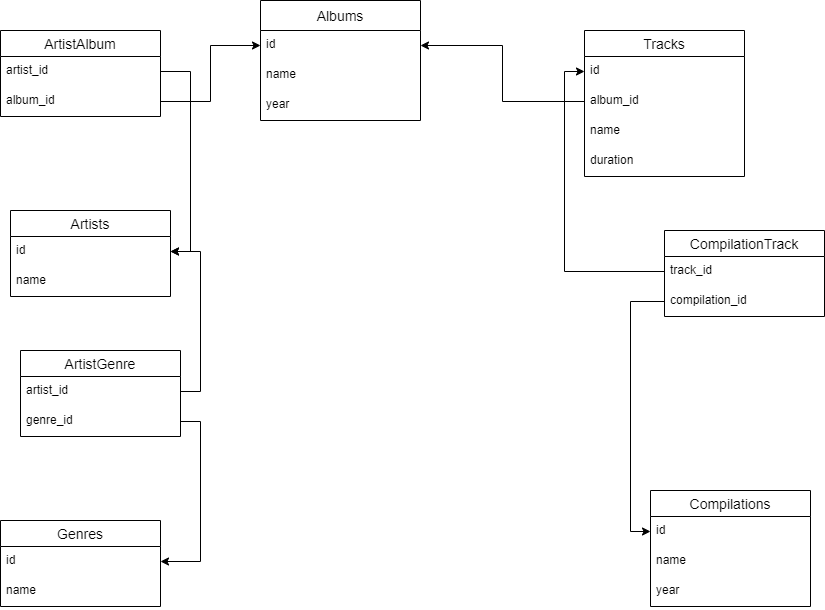 Albums
id
name
year
ArtistAlbum
artist_id
album_id
Tracks
id
album_id
name
duration
Artists
id
name
CompilationTrack
track_id
compilation_id
ArtistGenre
artist_id
genre_id
Compilations
id
name
year
Genres
id
name